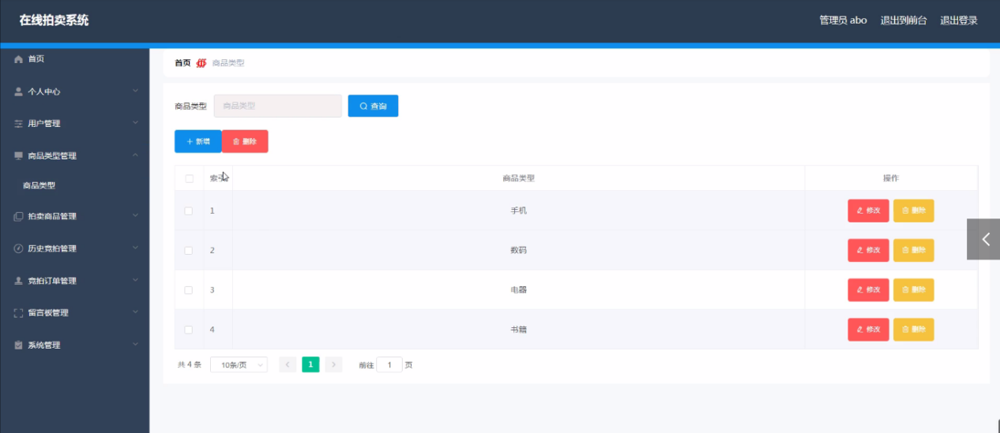 在线拍卖系统
管理员 abo 退出到前台 退出登录
首页
个人中心
用户管理
商品类型管理
商品类型
拍卖商品管理
历史竞拍管理
竞拍订单管理
留言板管理
系统管理
首页 商品类型
商品类型 商品类型 查询
新增 删除
索引 商品类型 操作
1 手机 修改 删除
2 数码 修改 删除
3 电器 修改 删除
4 书籍 修改 删除
共 4 条 10条/页 1 前往 1 页